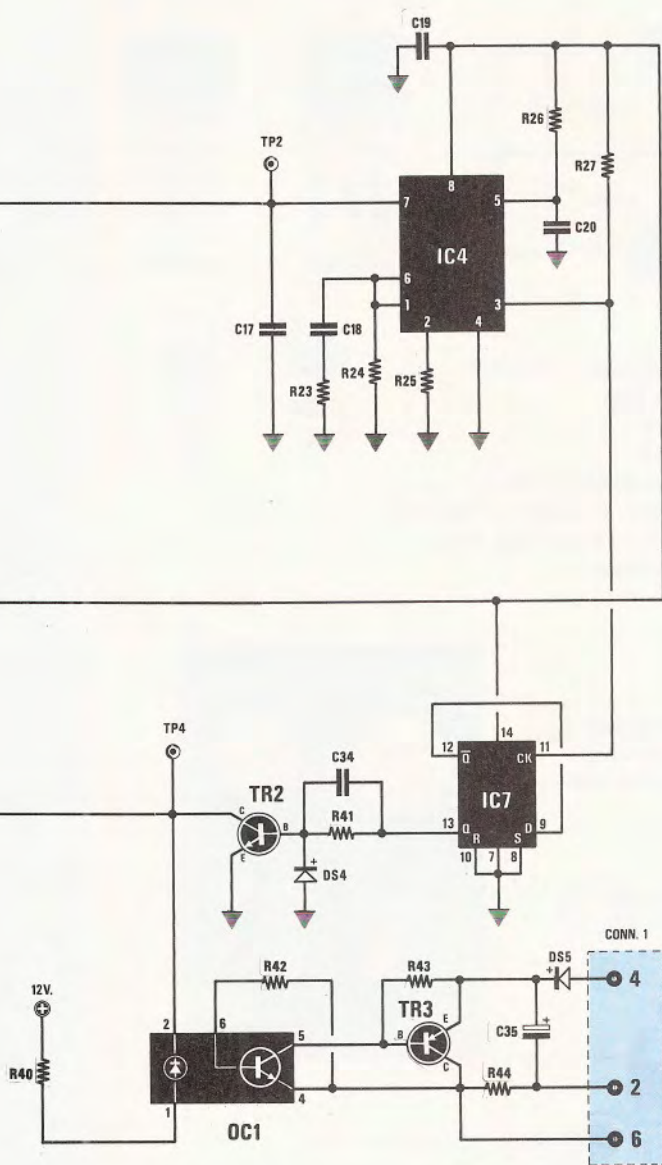 C19
R26
TP2
R27
8
7
5
C20
IC4
6
1
3
2
4
C17
C18
R24
R25
R23
TP4
14
12
11
C34
Q̅
CK
TR2
C
IC7
R41
B
13
Q
D
9
R
S
E
10
7
8
+
DS4
CONN. 1
DS5
R42
R43
+
4
12V.
TR3
E
+
2
6
5
B
C35
C
R40
R44
2
4
1
OC1
6